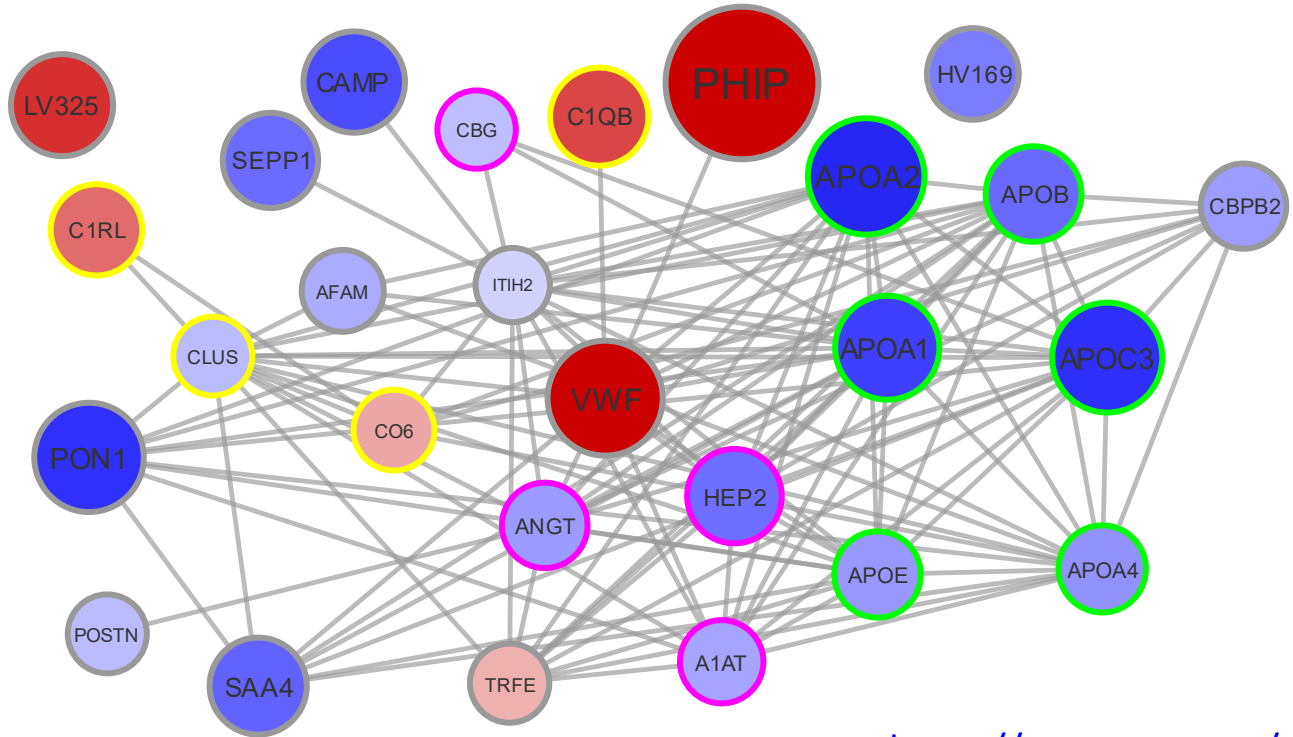 PHIP
HV169
CAMP
LV325
C1QB
CBG
SEPP1
APOA2
APOB
CBPB2
C1RL
ITIH2
AFAM
CLUS
APOA1
APOC3
VWF
CO6
PON1
HEP2
ANGT
APOE
APOA4
POSTN
A1AT
SAA4
TRFE